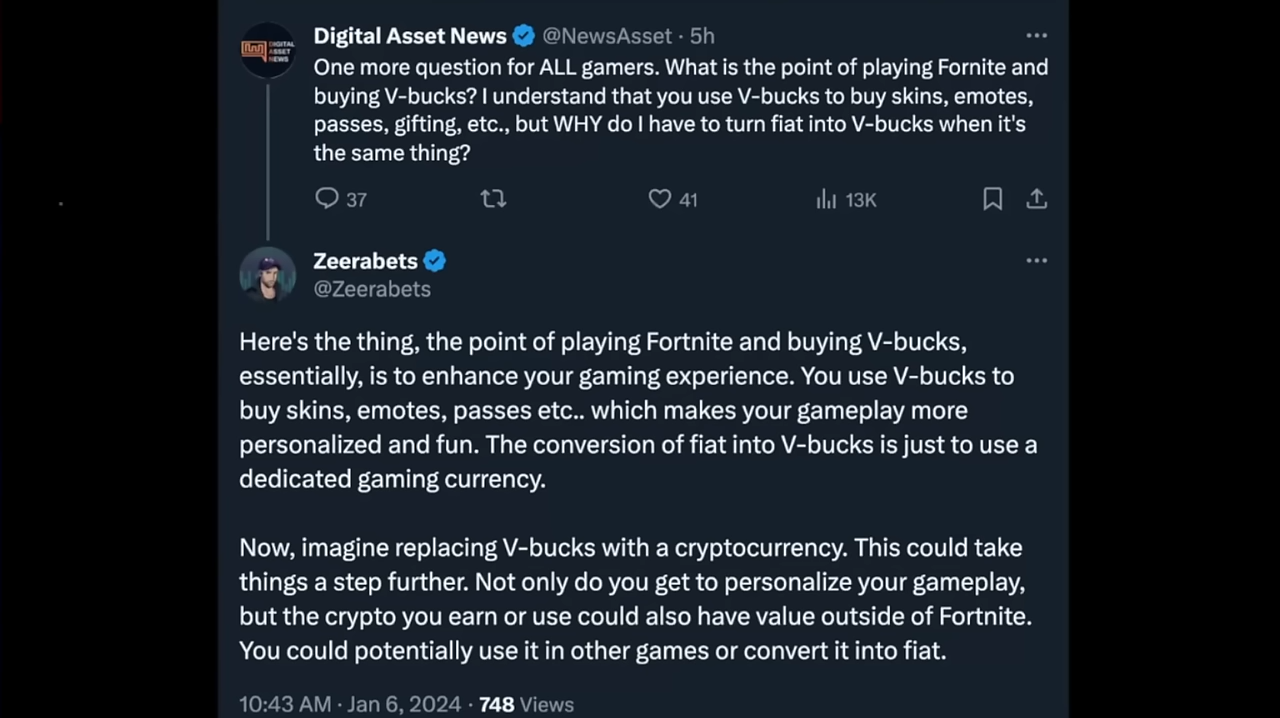 Digital Asset News @NewsAsset · 5h
DIGITAL
ASSET
NEWS
One more question for ALL gamers. What is the point of playing Fornite and
buying V-bucks? I understand that you use V-bucks to buy skins, emotes,
passes, gifting, etc., but WHY do I have to turn fiat into V-bucks when it's
the same thing?
37 41 13K
Zeerabets
@Zeerabets
Here's the thing, the point of playing Fortnite and buying V-bucks,
essentially, is to enhance your gaming experience. You use V-bucks to
buy skins, emotes, passes etc.. which makes your gameplay more
personalized and fun. The conversion of fiat into V-bucks is just to use a
dedicated gaming currency.
Now, imagine replacing V-bucks with a cryptocurrency. This could take
things a step further. Not only do you get to personalize your gameplay,
but the crypto you earn or use could also have value outside of Fortnite.
You could potentially use it in other games or convert it into fiat.
10:43 AM · Jan 6, 2024 · 748 Views